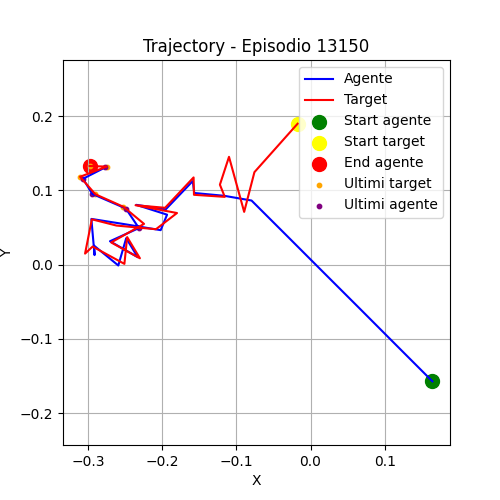 Trajectory - Episodio 13150
Agente
Target
Start agente
Start target
End agente
Ultimi target
Ultimi agente
0.2
0.1
0.0
−0.1
−0.2
Y
−0.3
−0.2
−0.1
0.0
0.1
X